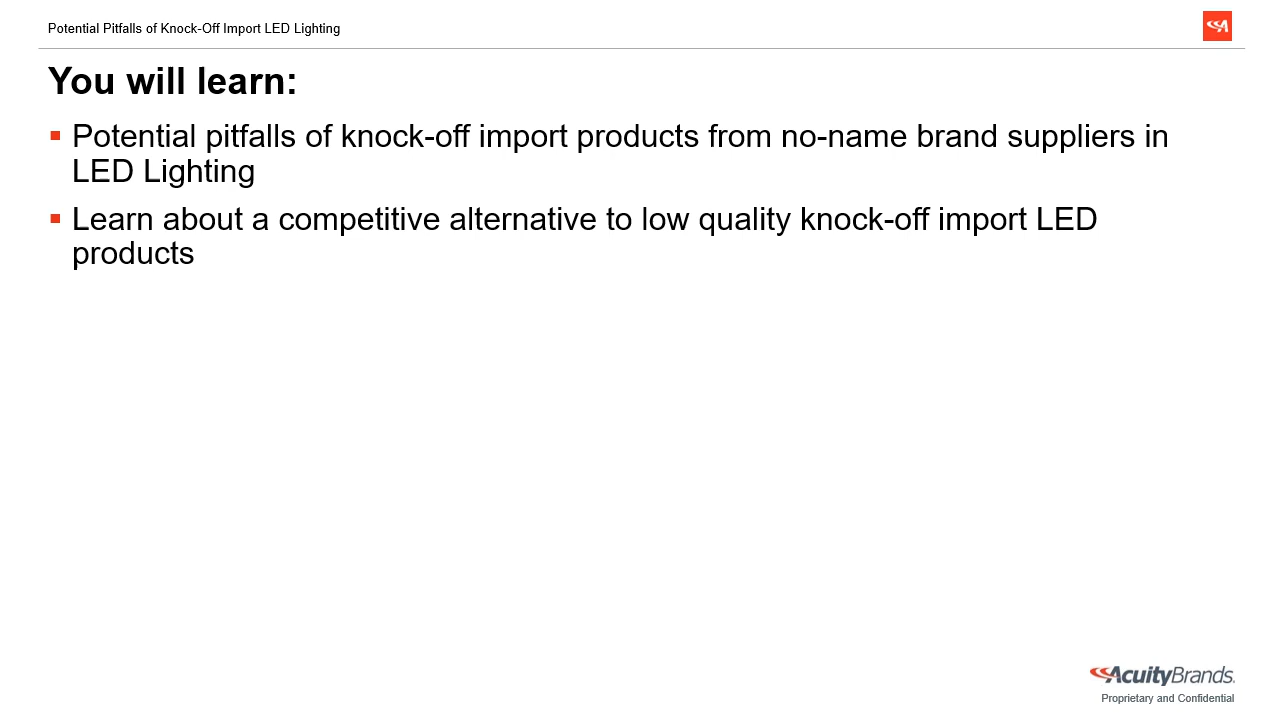 Potential Pitfalls of Knock-Off Import LED Lighting
You will learn:
Potential pitfalls of knock-off import products from no-name brand suppliers in
LED Lighting
Learn about a competitive alternative to low quality knock-off import LED
products
AcuityBrands.
Proprietary and Confidential